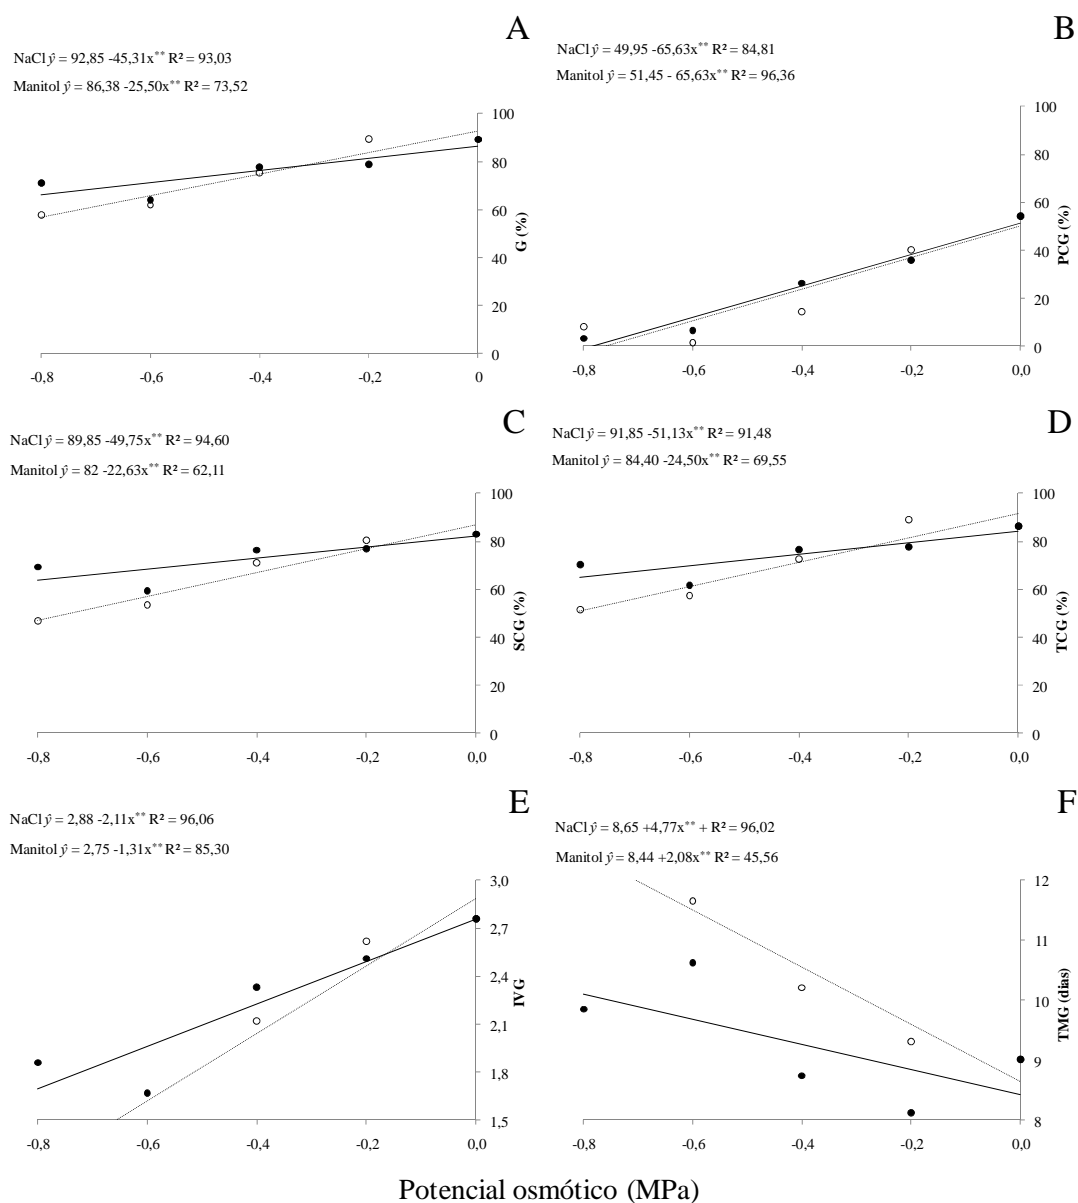 A
NaCl ŷ = 92,85 -45,31x** R² = 93,03
Manitol ŷ = 86,38 -25,50x** R² = 73,52
100
80
60
40
20
0
G (%)
-0,8 -0,6 -0,4 -0,2 0
B
NaCl ŷ = 49,95 -65,63x** R² = 84,81
Manitol ŷ = 51,45 - 65,63x** R² = 96,36
100
80
60
40
20
0
PCG (%)
-0,8 -0,6 -0,4 -0,2 0,0
C
NaCl ŷ = 89,85 -49,75x** R² = 94,60
Manitol ŷ = 82 -22,63x** R² = 62,11
100
80
60
40
20
0
SCG (%)
-0,8 -0,6 -0,4 -0,2 0,0
D
NaCl ŷ = 91,85 -51,13x** R² = 91,48
Manitol ŷ = 84,40 -24,50x** R² = 69,55
100
80
60
40
20
0
TCG (%)
-0,8 -0,6 -0,4 -0,2 0,0
E
NaCl ŷ = 2,88 -2,11x** R² = 96,06
Manitol ŷ = 2,75 -1,31x** R² = 85,30
3,0
2,7
2,4
2,1
1,8
1,5
IVG
-0,8 -0,6 -0,4 -0,2 0,0
F
NaCl ŷ = 8,65 +4,77x** + R² = 96,02
Manitol ŷ = 8,44 +2,08x** R² = 45,56
12
11
10
9
8
TMG (dias)
-0,8 -0,6 -0,4 -0,2 0,0
Potencial osmótico (MPa)